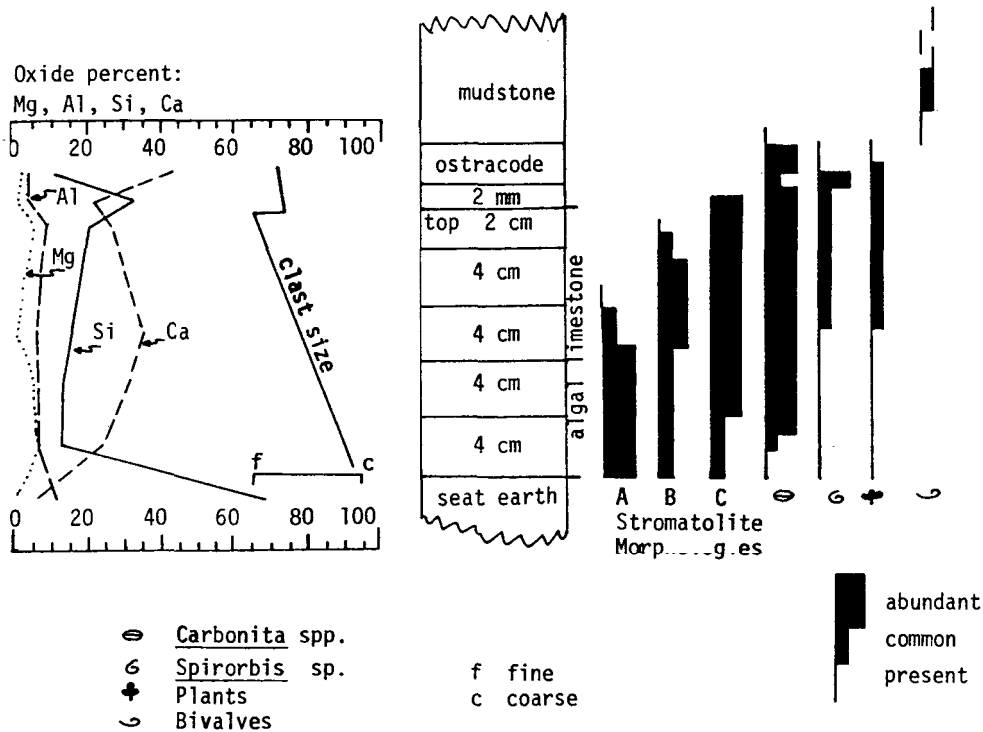 Oxide percent:
Mg, Al, Si, Ca
0 20 40 80 100
Al
Mg
Si
Ca
clast size
f
c
0 20 40 60 80 100
mudstone
ostracode
2 mm
top 2 cm
4 cm
4 cm
4 cm
4 cm
seat earth
algal limestone
A B C
Stromatolite
Carbonita spp.
Spirorbis sp.
Plants
Bivalves
f fine
c coarse
abundant
common
present